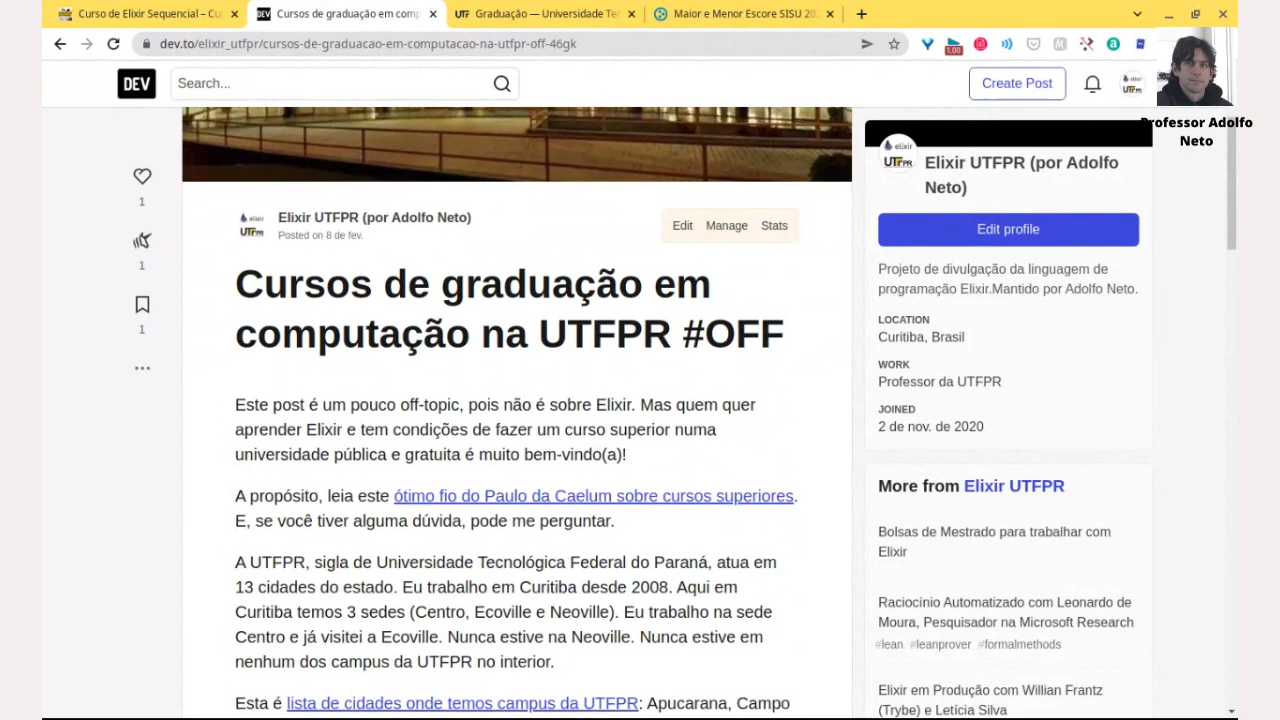 Curso de Elixir Sequencial – Cu
Cursos de graduação em comp
UTF Graduação — Universidade Te
Maior e Menor Escore SISU 20
dev.to/elixir_utfpr/cursos-de-graduacao-em-computacao-na-utfpr-off-46gk
1.00
DEV
Search...
Create Post
Professor Adolfo
Neto
1
1
1
elixir
UTFPR
Elixir UTFPR (por Adolfo Neto)
Posted on 8 de fev.
Edit Manage Stats
Cursos de graduação em
computação na UTFPR #OFF
Este post é um pouco off-topic, pois não é sobre Elixir. Mas quem quer
aprender Elixir e tem condições de fazer um curso superior numa
universidade pública e gratuita é muito bem-vindo(a)!
A propósito, leia este ótimo fio do Paulo da Caelum sobre cursos superiores.
E, se você tiver alguma dúvida, pode me perguntar.
A UTFPR, sigla de Universidade Tecnológica Federal do Paraná, atua em
13 cidades do estado. Eu trabalho em Curitiba desde 2008. Aqui em
Curitiba temos 3 sedes (Centro, Ecoville e Neoville). Eu trabalho na sede
Centro e já visitei a Ecoville. Nunca estive na Neoville. Nunca estive em
nenhum dos campus da UTFPR no interior.
Esta é lista de cidades onde temos campus da UTFPR: Apucarana, Campo
elixir
UTFPR
Elixir UTFPR (por Adolfo
Neto)
Edit profile
Projeto de divulgação da linguagem de
programação Elixir.Mantido por Adolfo Neto.
LOCATION
Curitiba, Brasil
WORK
Professor da UTFPR
JOINED
2 de nov. de 2020
More from Elixir UTFPR
Bolsas de Mestrado para trabalhar com
Elixir
Raciocínio Automatizado com Leonardo de
Moura, Pesquisador na Microsoft Research
#lean #leanprover #formalmethods
Elixir em Produção com Willian Frantz
(Trybe) e Letícia Silva